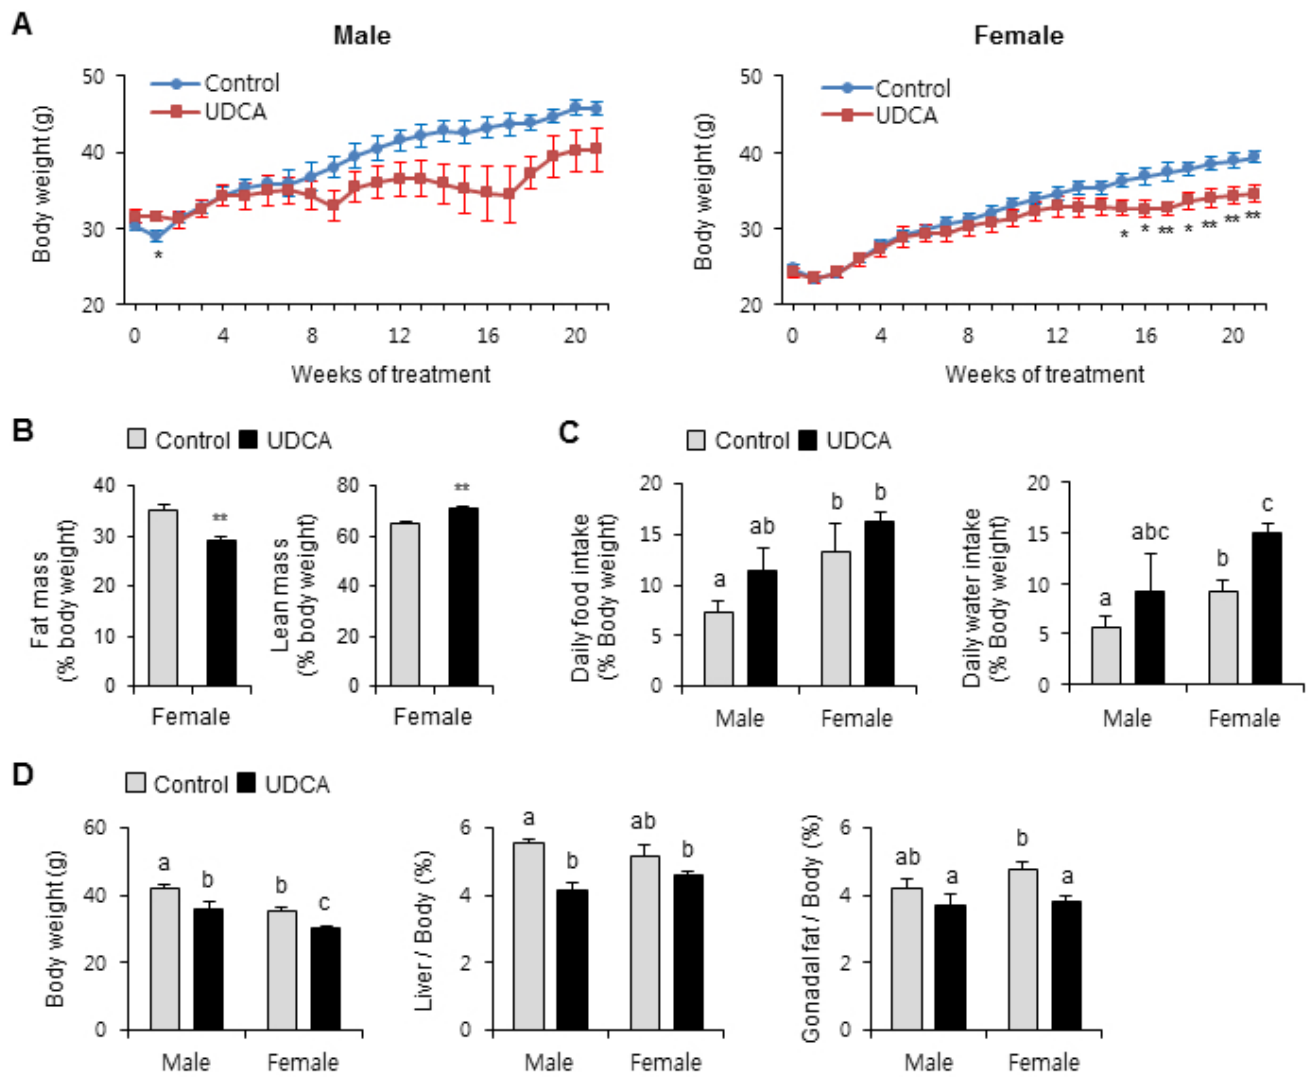 A
Male
Female
Control
UDCA
Body weight (g)
50
40
30
20
0 4 8 12 16 20
Weeks of treatment
*
Control
UDCA
Body weight (g)
50
40
30
20
0 4 8 12 16 20
Weeks of treatment
* * ** * ** ** **
B
Control UDCA
Fat mass
(% body weight)
40
30
20
10
0
**
Female
Lean mass
(% body weight)
80
60
40
20
0
**
Female
C
Control UDCA
Daily food intake
(% Body weight)
20
15
10
5
0
a ab b b
Male Female
Daily water intake
(% Body weight)
20
15
10
5
0
a abc b c
Male Female
D
Control UDCA
Body weight (g)
60
40
20
0
a b b c
Male Female
Liver / Body (%)
6
4
2
0
a b ab b
Male Female
Gonadal fat / Body (%)
6
4
2
0
ab a b a
Male Female